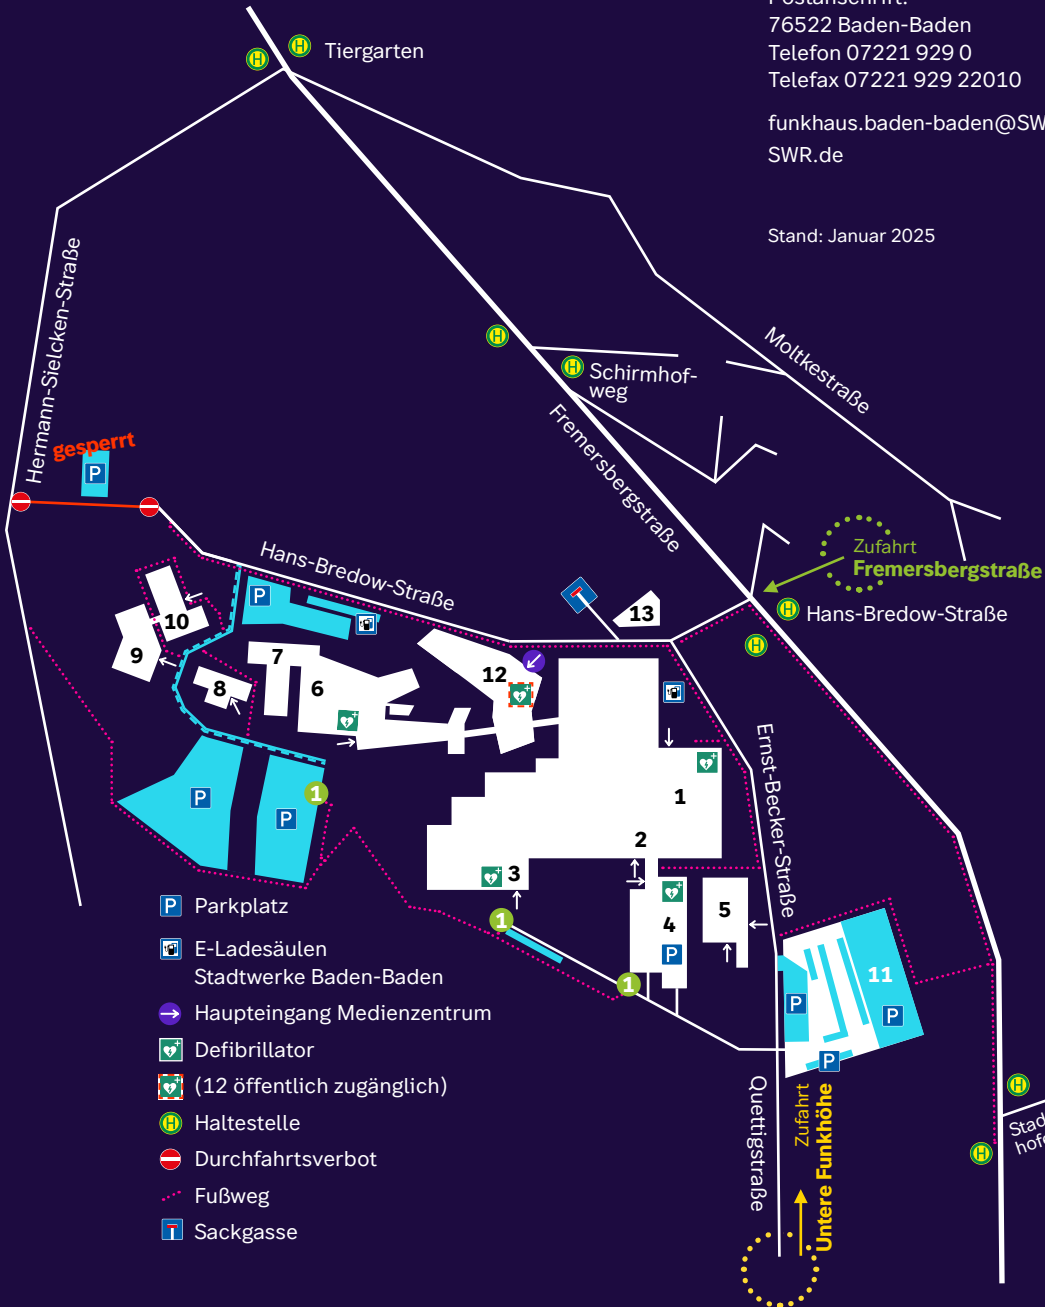 Postanschrift:
76522 Baden-Baden
Telefon 07221 929 0
Telefax 07221 929 22010
funkhaus.baden-baden@SW
SWR.de
Stand: Januar 2025
H
H
Tiergarten
Hermann-Sielcken-Straße
Moltkestraße
H
H
Schirmhof-
weg
Fremersbergstraße
gesperrt
P
Hans-Bredow-Straße
Zufahrt
Fremersbergstraße
H
Hans-Bredow-Straße
H
P
13
10
9
7
12
8
6
1
2
3
4
5
P
P
P
1
1
1
Ernst-Becker-Straße
11
P
P
P
Quettigstraße
Zufahrt
Untere Funkhöhe
H
H
Stad
hofe
P Parkplatz
E-Ladesäulen
Stadtwerke Baden-Baden
Haupteingang Medienzentrum
Defibrillator
(12 öffentlich zugänglich)
H Haltestelle
Durchfahrtsverbot
Fußweg
Sackgasse